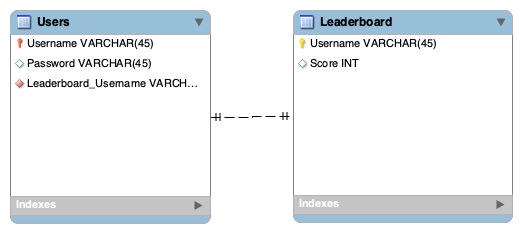 Users
Username VARCHAR(45)
Password VARCHAR(45)
Leaderboard_Username VARCH...
Indexes
Leaderboard
Username VARCHAR(45)
Score INT
Indexes